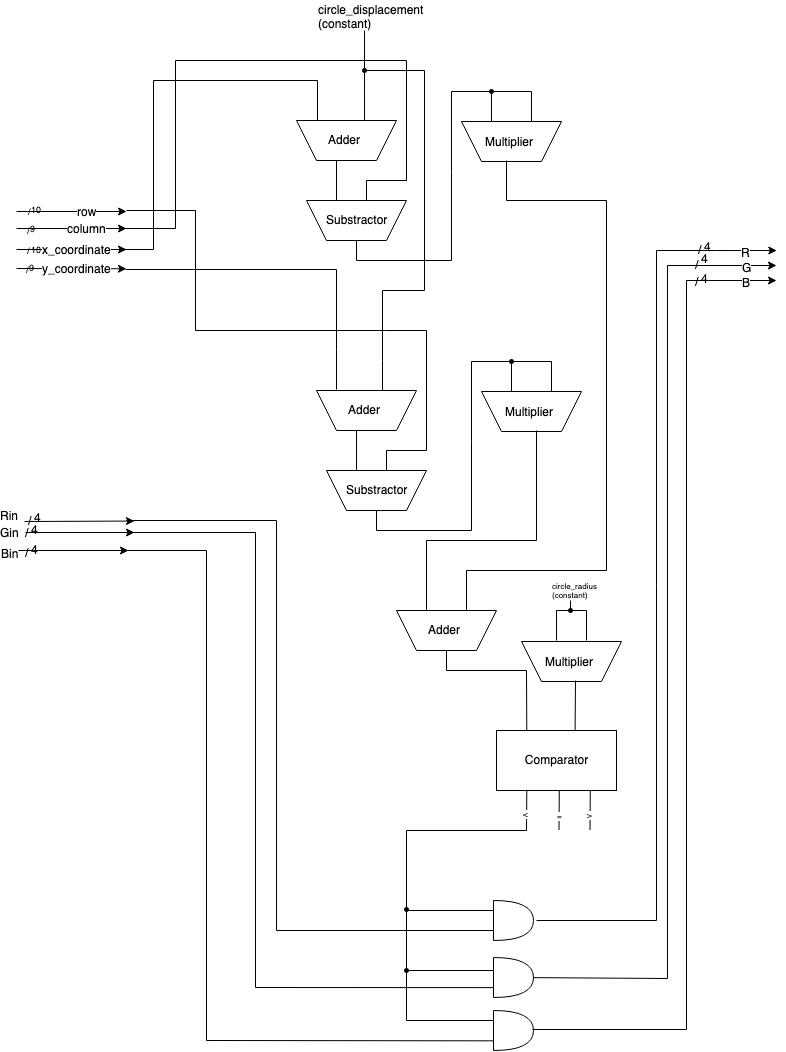 circle_displacement
(constant)
Adder
Multiplier
Substractor
/10 row
/9 column
/10 x_coordinate
/9 y_coordinate
/ 4 R
/ 4 G
/ 4 B
Adder
Multiplier
Substractor
Rin / 4
Gin / 4
Bin / 4
circle_radius
(constant)
Adder
Multiplier
Comparator
< = >